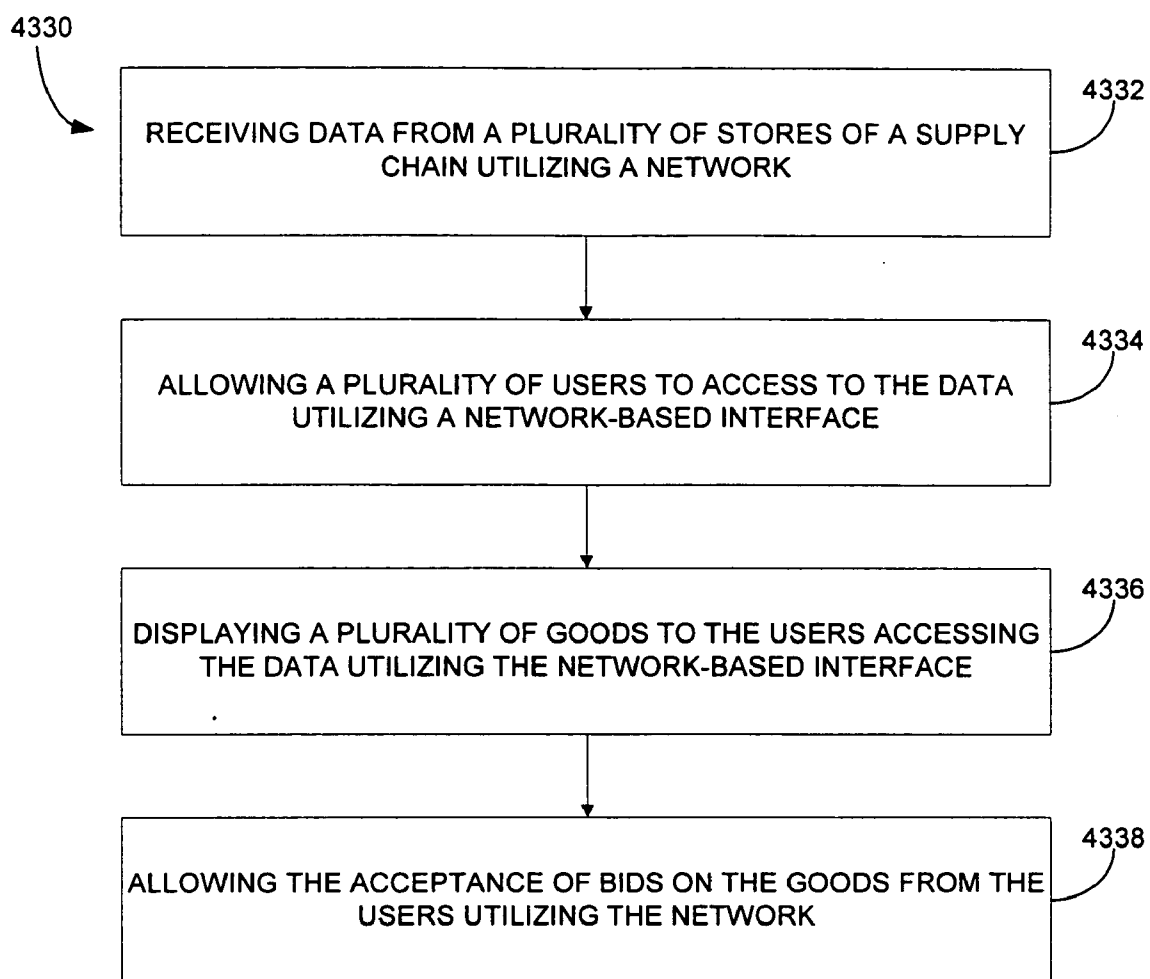 4330
4332
RECEIVING DATA FROM A PLURALITY OF STORES OF A SUPPLY
CHAIN UTILIZING A NETWORK
4334
ALLOWING A PLURALITY OF USERS TO ACCESS TO THE DATA
UTILIZING A NETWORK-BASED INTERFACE
4336
DISPLAYING A PLURALITY OF GOODS TO THE USERS ACCESSING
THE DATA UTILIZING THE NETWORK-BASED INTERFACE
4338
ALLOWING THE ACCEPTANCE OF BIDS ON THE GOODS FROM THE
USERS UTILIZING THE NETWORK